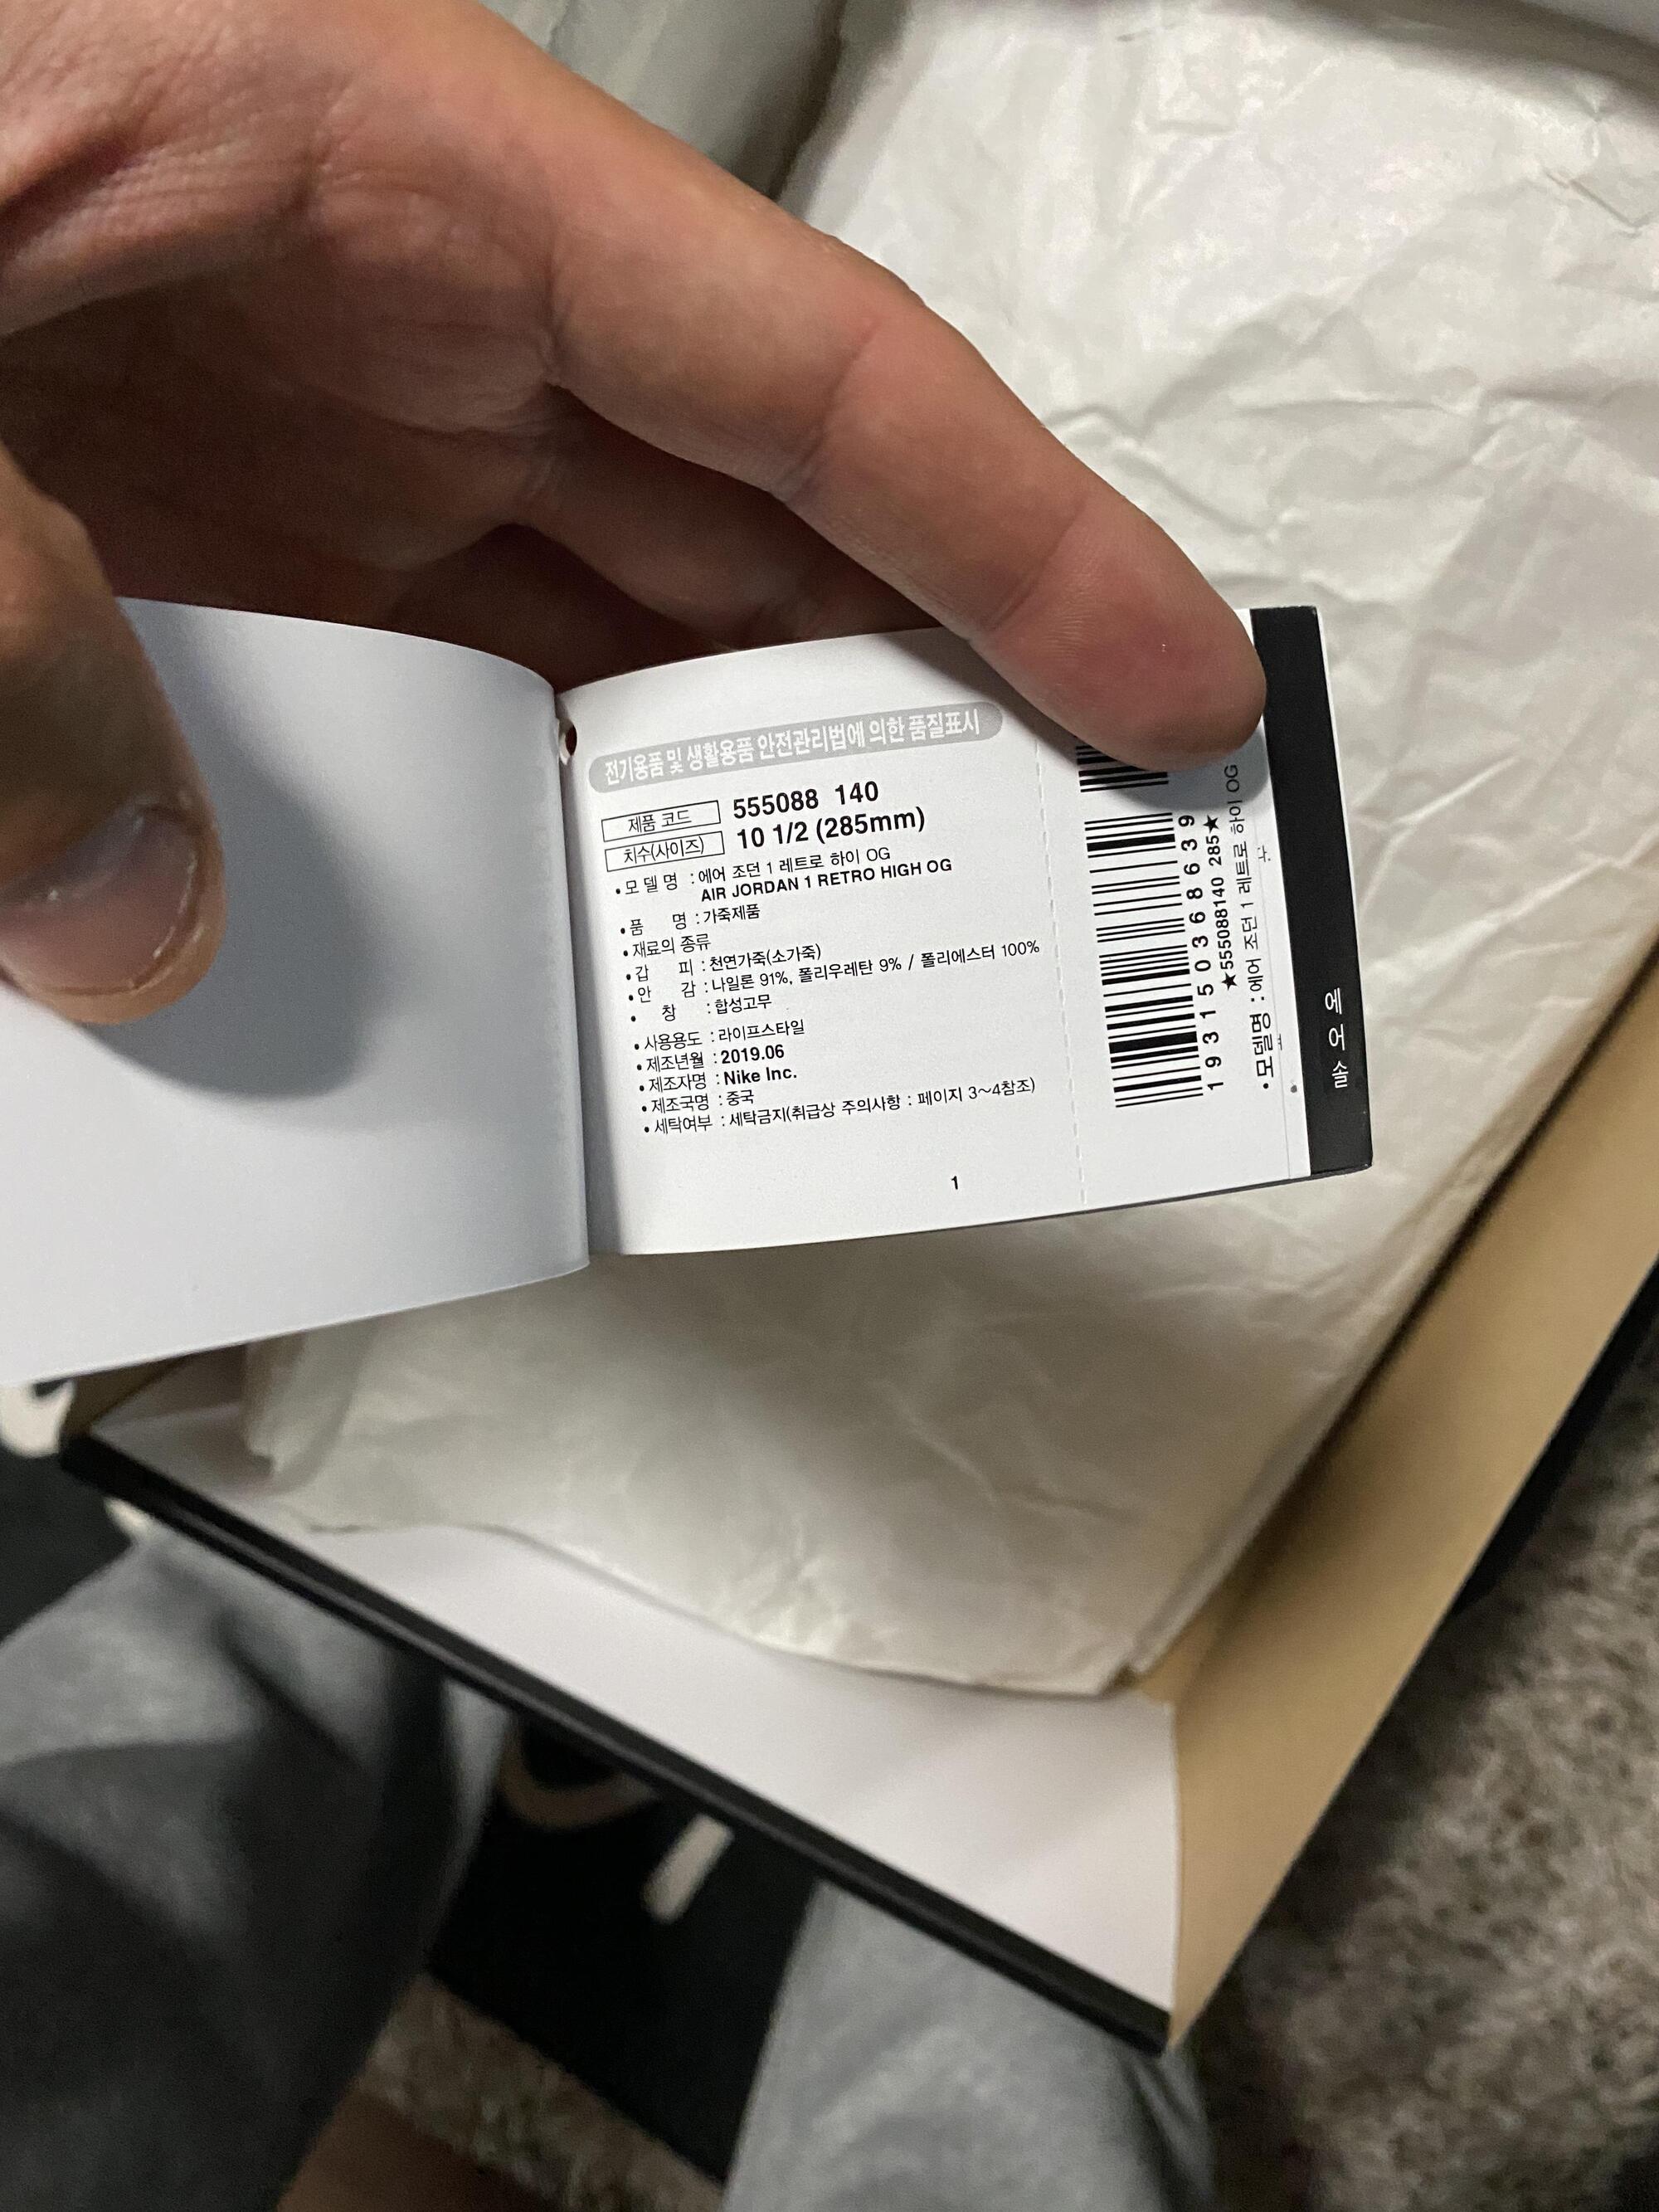 전기용품 및 생활용품 안전관리법에 의한 품질표시
제품 코드 555088 140
치수(사이즈) 10 1/2 (285mm)
• 모 델 명 : 에어 조던 1 레트로 하이 OG
AIR JORDAN 1 RETRO HIGH OG
• 품 명 : 가죽제품
• 재료의 종류
• 갑 피 : 천연가죽(소가죽)
• 안 감 : 나일론 91%, 폴리우레탄 9% / 폴리에스터 100%
• 창 : 합성고무
• 사용용도 : 라이프스타일
• 제조년월 : 2019.06
• 제조자명 : Nike Inc.
• 제조국명 : 중국
• 세탁여부 : 세탁금지(취급상 주의사항 : 페이지 3~4참조)
1
193150368639
★555088140 285★
• 모델명 : 에어 조던 1 레트로 하이 OG
다.
에어솔